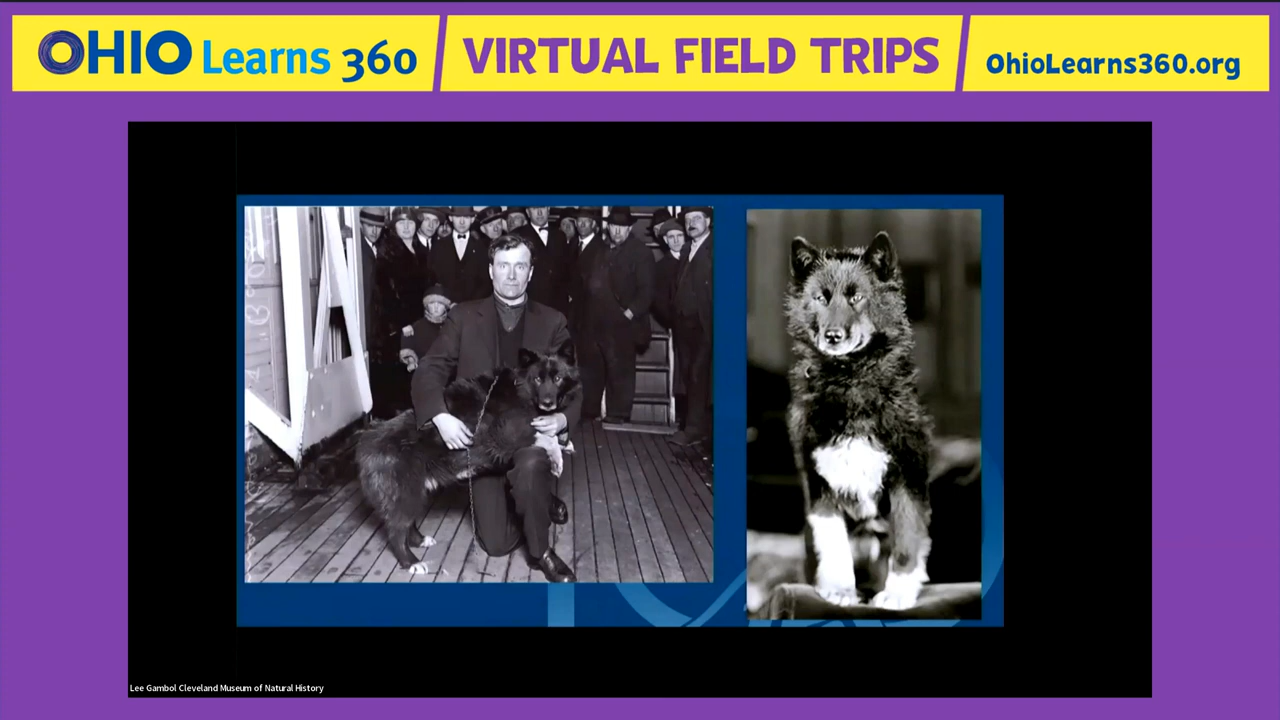 OHIO Learns 360
VIRTUAL FIELD TRIPS
OhioLearns360.org
Lee Gambol Cleveland Museum of Natural History